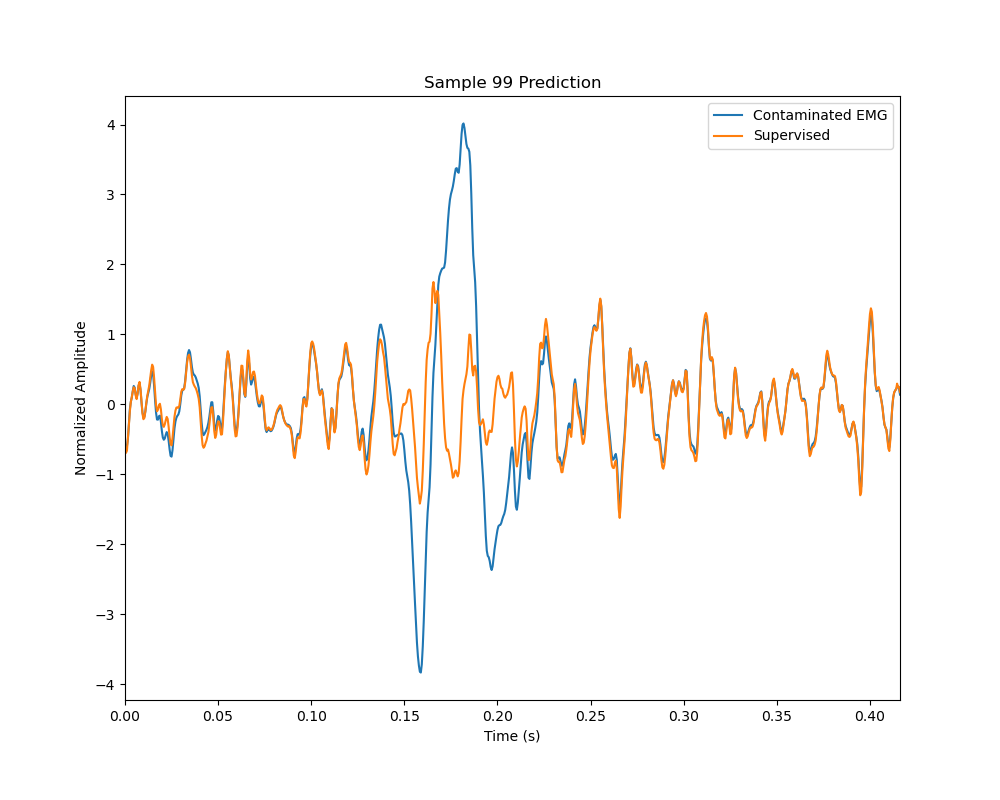 Sample 99 Prediction
Contaminated EMG
Supervised
Normalized Amplitude
4
3
2
1
0
−1
−2
−3
−4
0.00 0.05 0.10 0.15 0.20 0.25 0.30 0.35 0.40
Time (s)